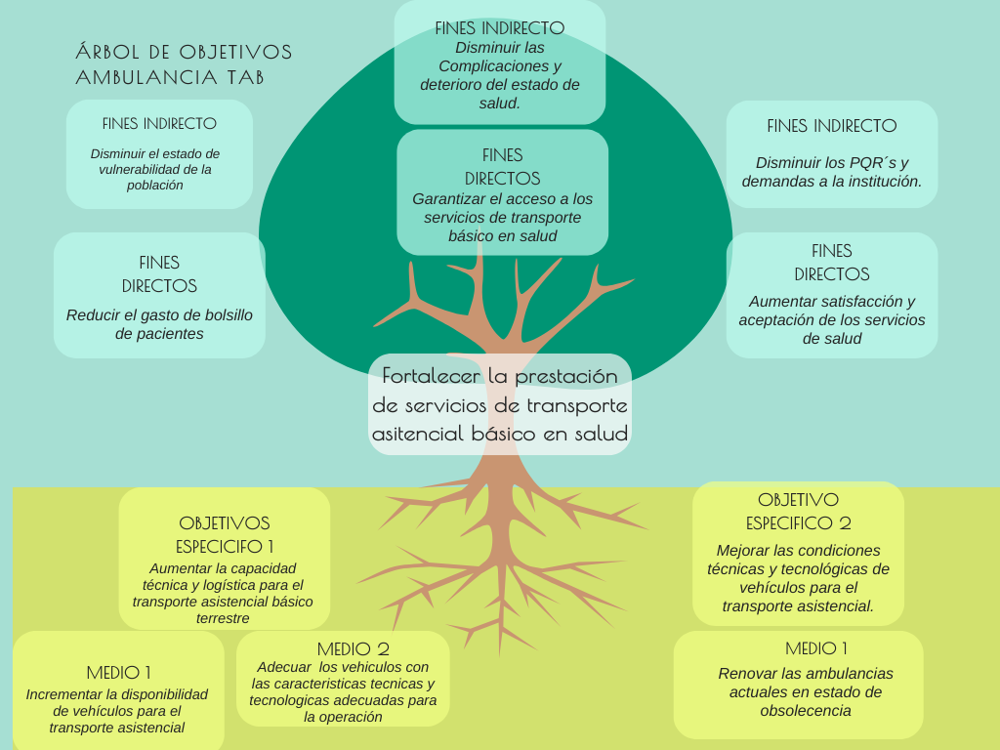 ÁRBOL DE OBJETIVOS
AMBULANCIA TAB
FINES INDIRECTO
Disminuir las
Complicaciones y
deterioro del estado de
salud.
FINES INDIRECTO
Disminuir el estado de
vulnerabilidad de la
población
FINES
DIRECTOS
Garantizar el acceso a los
servicios de transporte
básico en salud
FINES INDIRECTO
Disminuir los PQR´s y
demandas a la institución.
FINES
DIRECTOS
Reducir el gasto de bolsillo
de pacientes
FINES
DIRECTOS
Aumentar satisfacción y
aceptación de los servicios
de salud
Fortalecer la prestación
de servicios de transporte
asitencial básico en salud
OBJETIVOS
ESPECICIFO 1
Aumentar la capacidad
técnica y logística para el
transporte asistencial básico
terrestre
OBJETIVO
ESPECIFICO 2
Mejorar las condiciones
técnicas y tecnológicas de
vehículos para el
transporte asistencial.
MEDIO 1
Incrementar la disponibilidad
de vehículos para el
transporte asistencial
MEDIO 2
Adecuar  los vehiculos con
las caracteristicas tecnicas y
tecnologicas adecuadas para
la operación
MEDIO 1
Renovar las ambulancias
actuales en estado de
obsolecencia